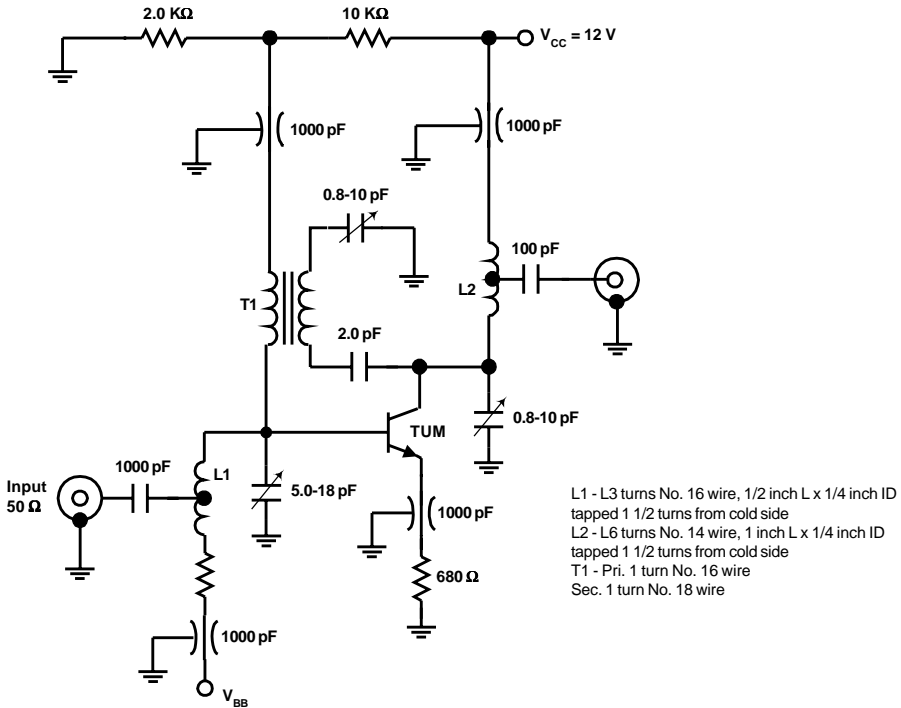 2.0 KΩ
10 KΩ
VCC = 12 V
1000 pF
1000 pF
0.8-10 pF
100 pF
T1
L2
2.0 pF
TUM
0.8-10 pF
1000 pF
L1
Input
50 Ω
5.0-18 pF
1000 pF
680 Ω
1000 pF
VBB
L1 - L3 turns No. 16 wire, 1/2 inch L x 1/4 inch ID
tapped 1 1/2 turns from cold side
L2 - L6 turns No. 14 wire, 1 inch L x 1/4 inch ID
tapped 1 1/2 turns from cold side
T1 - Pri. 1 turn No. 16 wire
Sec. 1 turn No. 18 wire